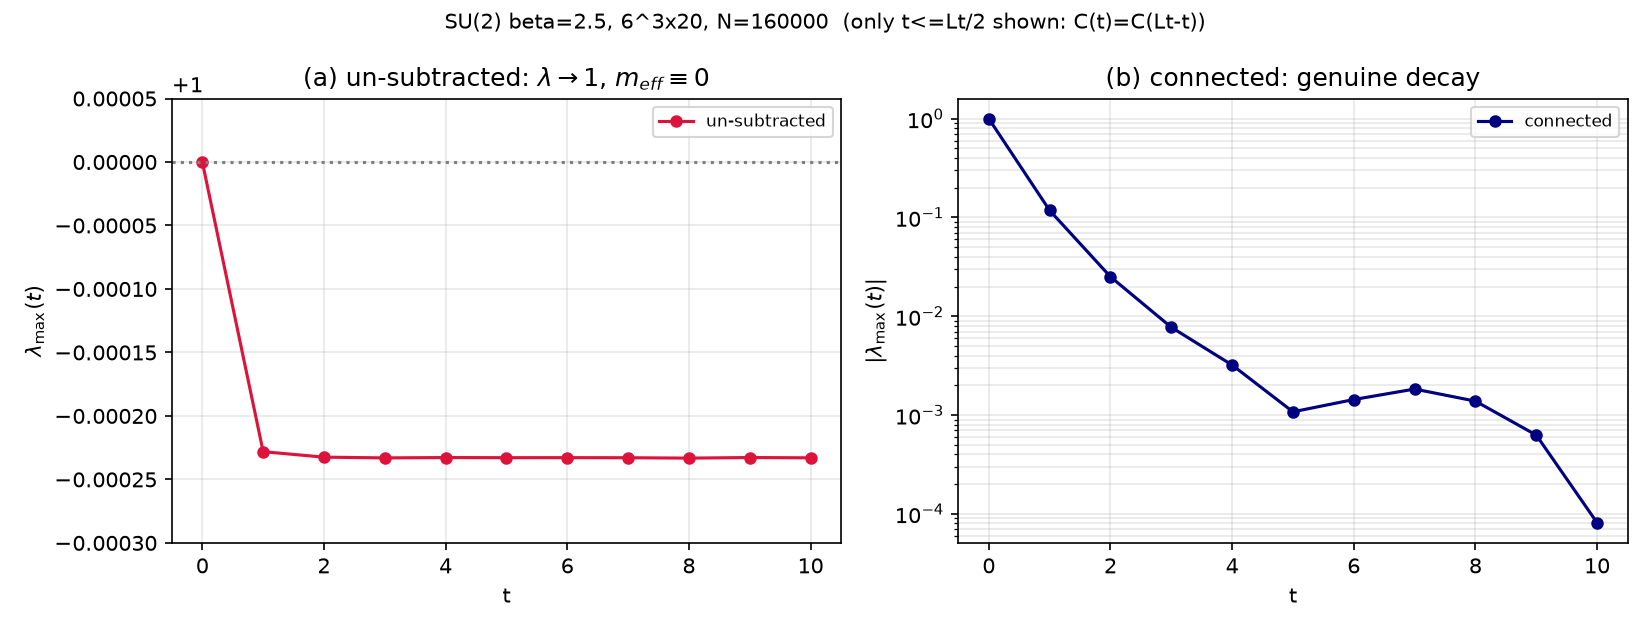 SU(2) beta=2.5, 6^3x20, N=160000  (only t<=Lt/2 shown: C(t)=C(Lt-t))
(a) un-subtracted: λ → 1, m_eff ≡ 0
+1
un-subtracted
0.00005
0.00000
−0.00005
−0.00010
−0.00015
−0.00020
−0.00025
−0.00030
λ_max(t)
0 2 4 6 8 10
t
(b) connected: genuine decay
connected
10^0
10^−1
10^−2
10^−3
10^−4
|λ_max(t)|
0 2 4 6 8 10
t